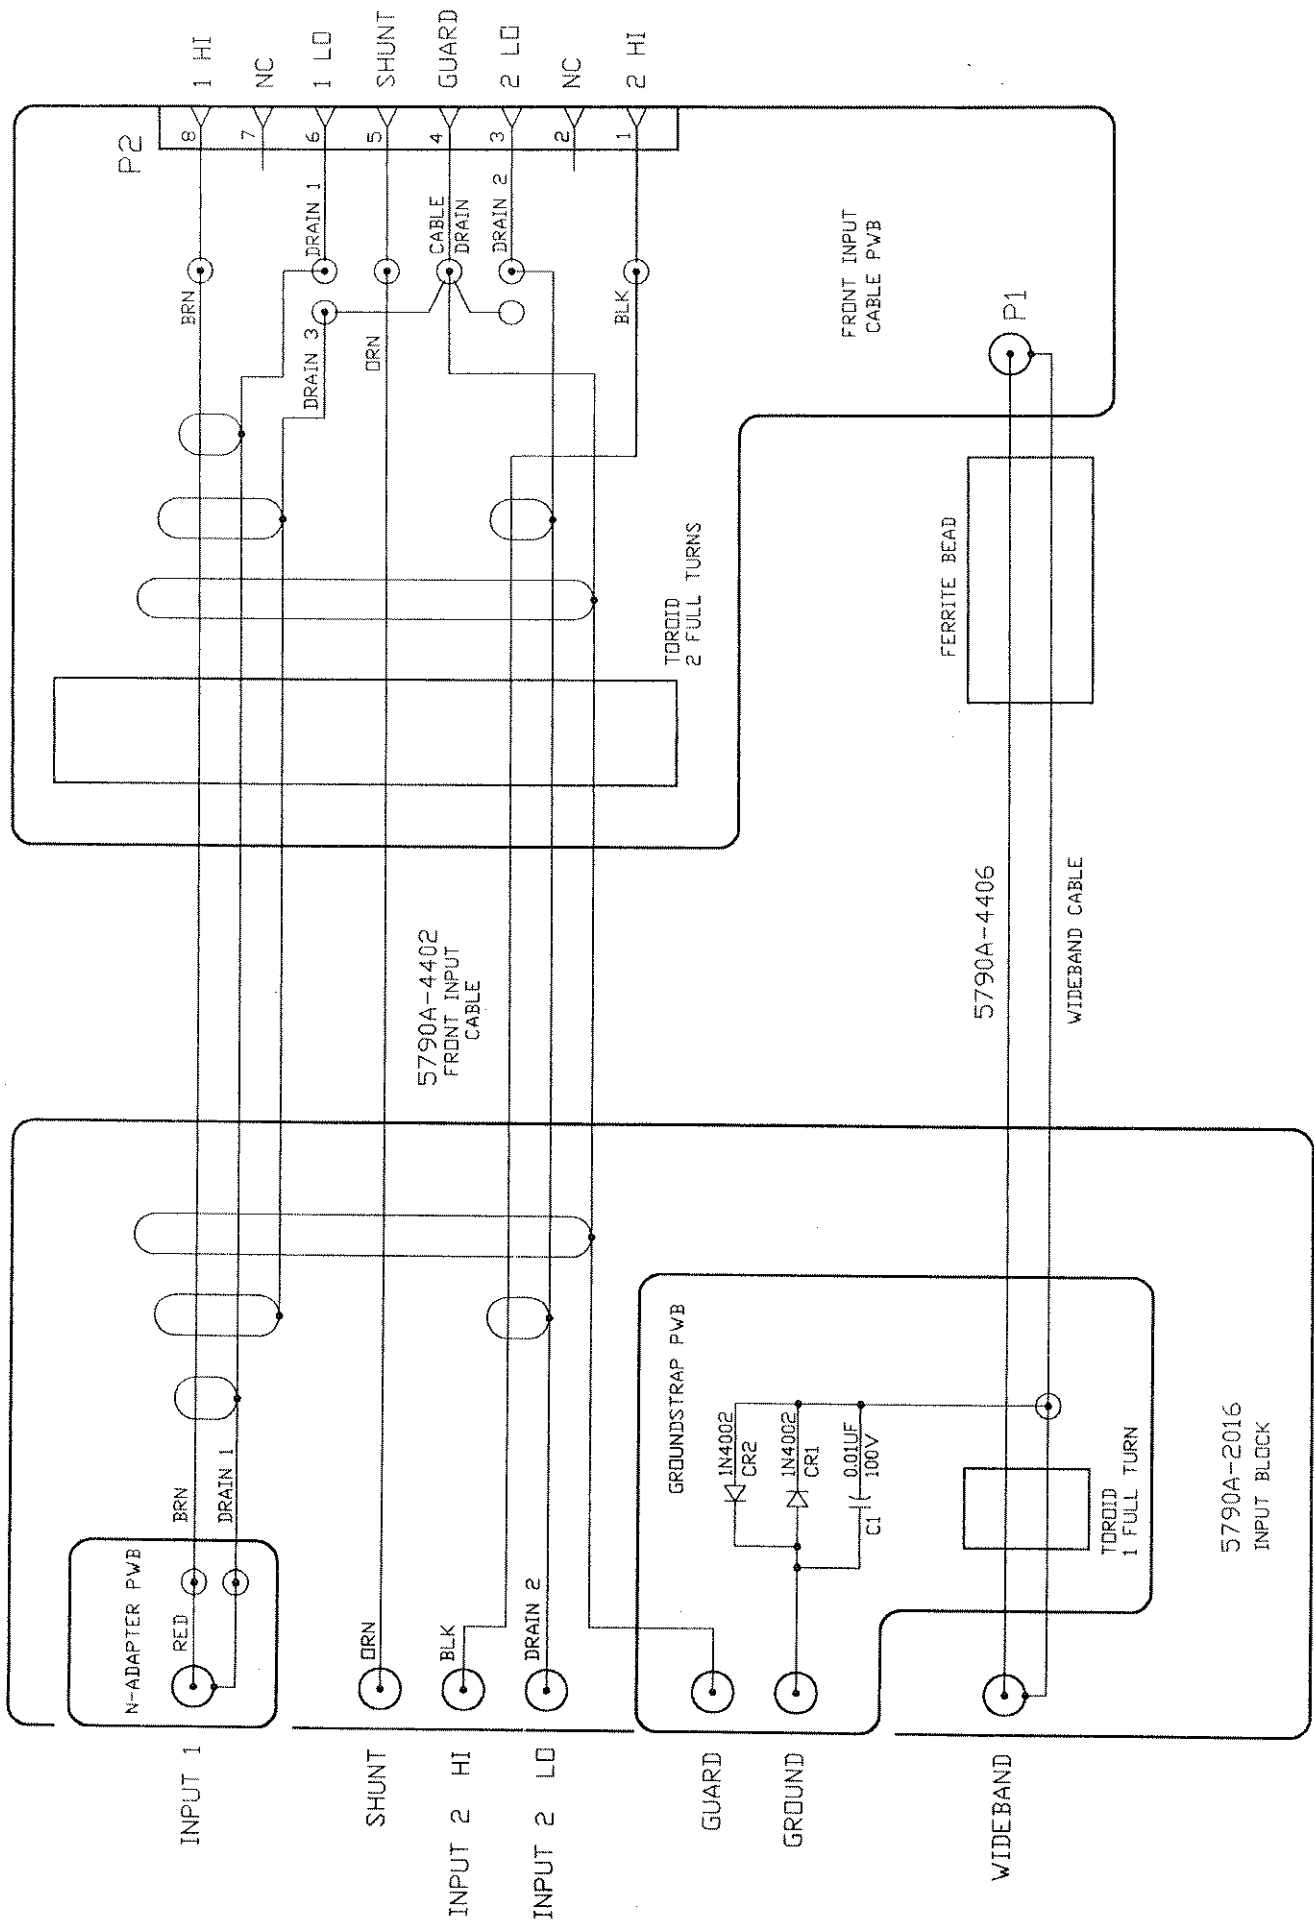 P2
8
1 HI
7
NC
6
1 LO
5
SHUNT
4
GUARD
3
2 LO
2
NC
1
2 HI
BRN
DRAIN 1
DRAIN 3
ORN
CABLE
DRAIN
DRAIN 2
BLK
FRONT INPUT
CABLE PWB
P1
TOROID
2 FULL TURNS
FERRITE BEAD
5790A-4402
FRONT INPUT
CABLE
5790A-4406
WIDEBAND CABLE
N-ADAPTER PWB
RED
BRN
DRAIN 1
ORN
BLK
DRAIN 2
GROUNDSTRAP PWB
1N4002
CR2
1N4002
CR1
0.01UF
100V
C1
TOROID
1 FULL TURN
5790A-2016
INPUT BLOCK
INPUT 1
SHUNT
INPUT 2 HI
INPUT 2 LO
GUARD
GROUND
WIDEBAND